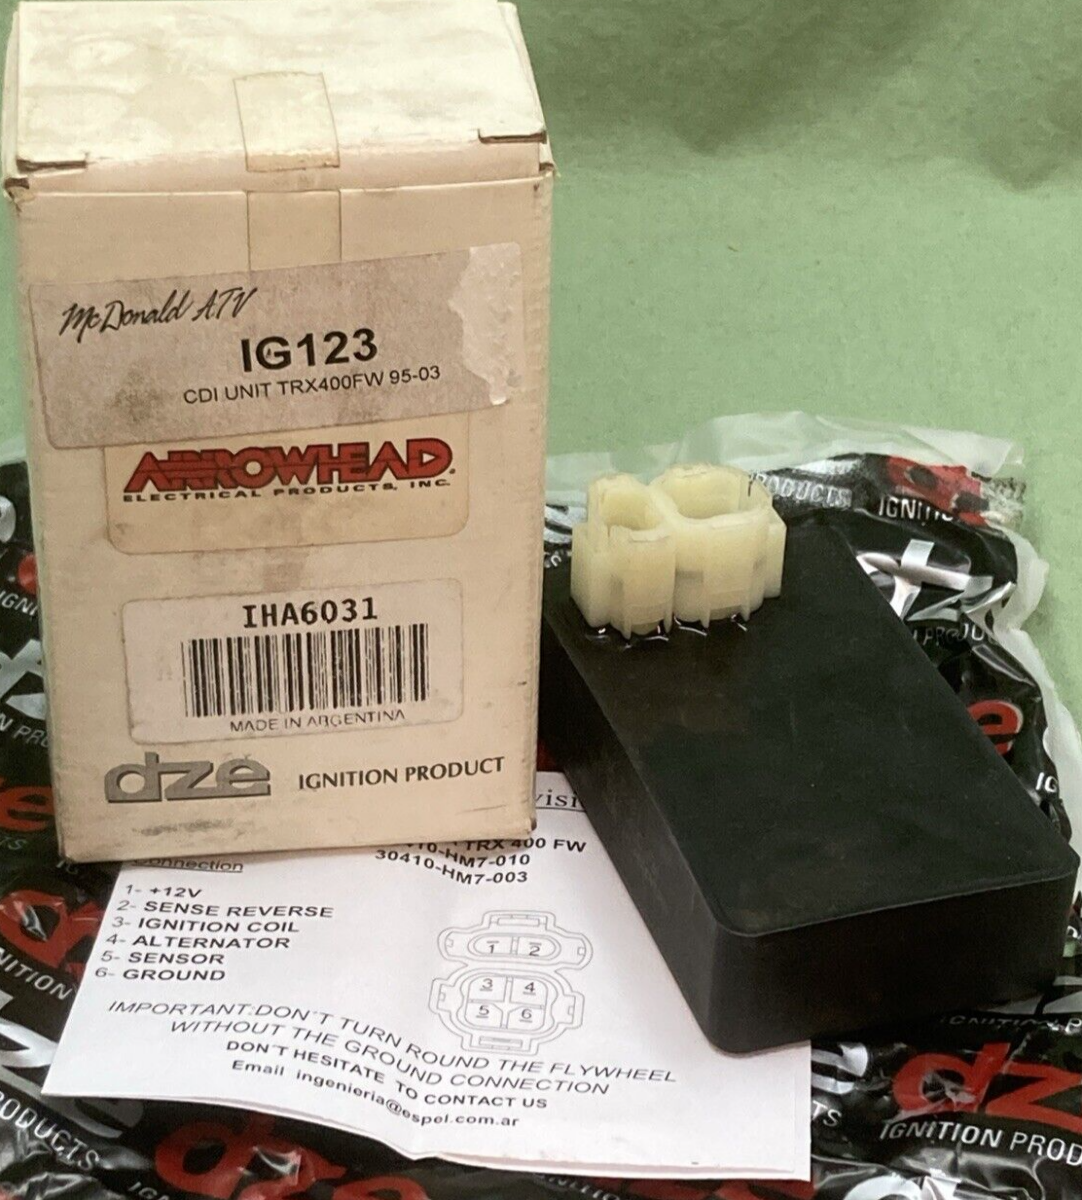 McDonald ATV
IG123
CDI UNIT TRX400FW 95-03
ARROWHEAD
ELECTRICAL PRODUCTS, INC.
IHA6031
MADE IN ARGENTINA
dze IGNITION PRODUCT
TRX 400 FW
30410-HM7-010
30410-HM7-003
Connection
1- +12V
2- SENSE REVERSE
3- IGNITION COIL
4- ALTERNATOR
5- SENSOR
6- GROUND
1 2
3 4
5 6
IMPORTANT:DON'T TURN ROUND THE FLYWHEEL
WITHOUT THE GROUND CONNECTION
DON'T HESITATE TO CONTACT US
Email ingenieria@espel.com.ar
PRODUCTS
dze
IGNITION PROD